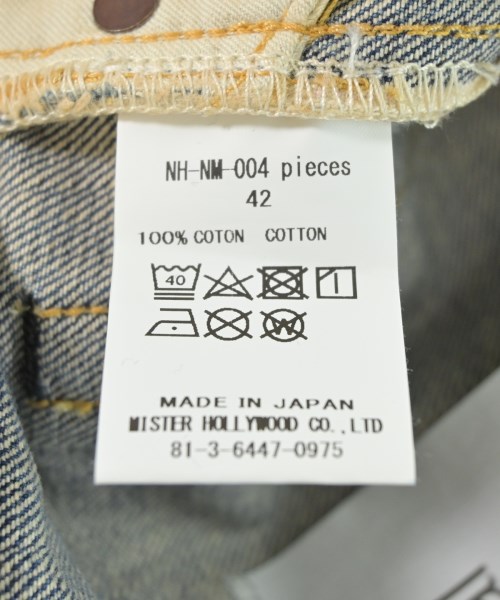 NH-NM-004 pieces
42
100% COTON COTTON
40
W
MADE IN JAPAN
MISTER HOLLYWOOD CO.,LTD
81-3-6447-0975